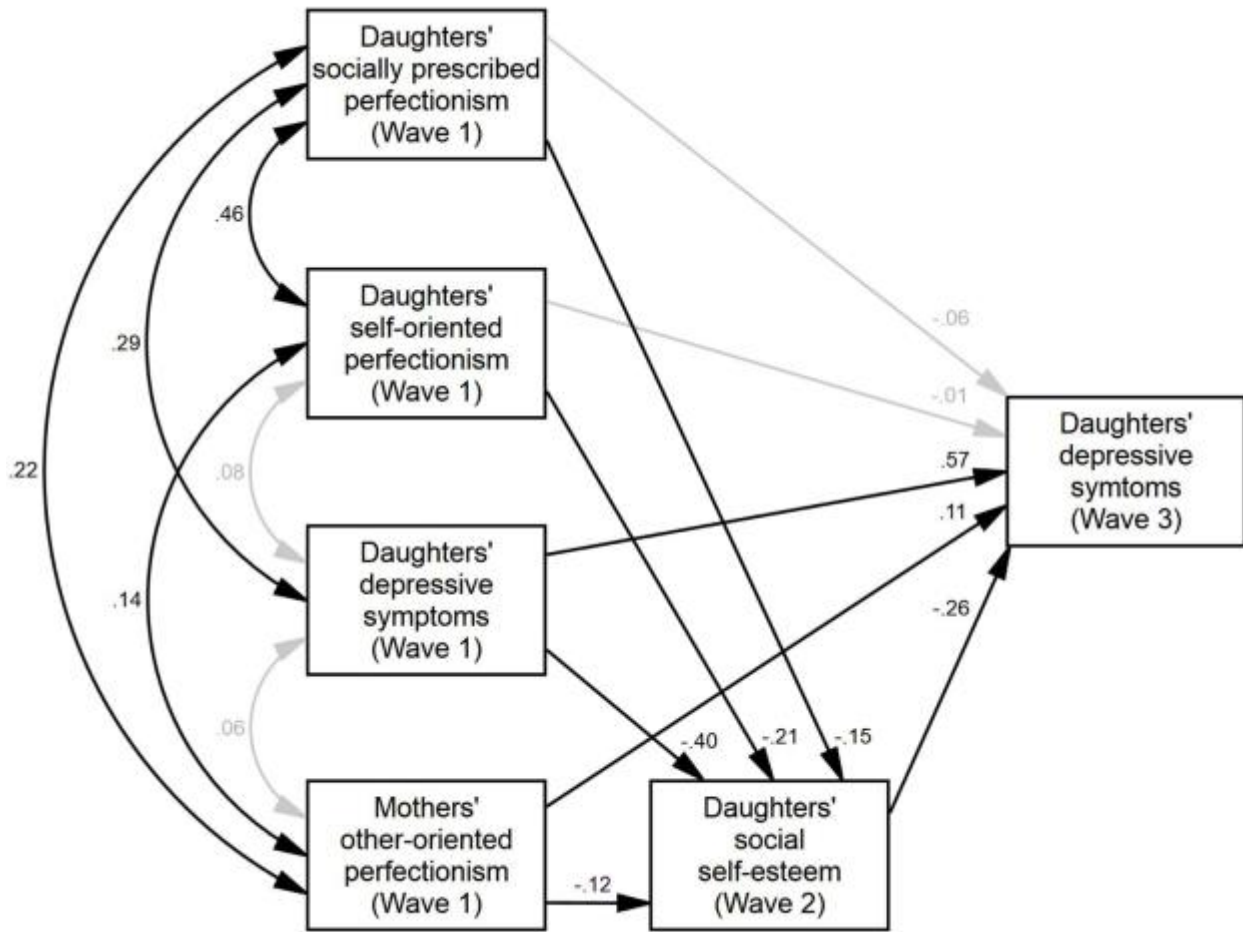 Daughters'
socially prescribed
perfectionism
(Wave 1)
.46
Daughters'
self-oriented
perfectionism
(Wave 1)
.29
.08
.22
.14
Daughters'
depressive
symptoms
(Wave 1)
.06
Mothers'
other-oriented
perfectionism
(Wave 1)
-.06
-.01
.57
.11
-.26
Daughters'
depressive
symtoms
(Wave 3)
-.40
-.21
-.15
-.12
Daughters'
social
self-esteem
(Wave 2)